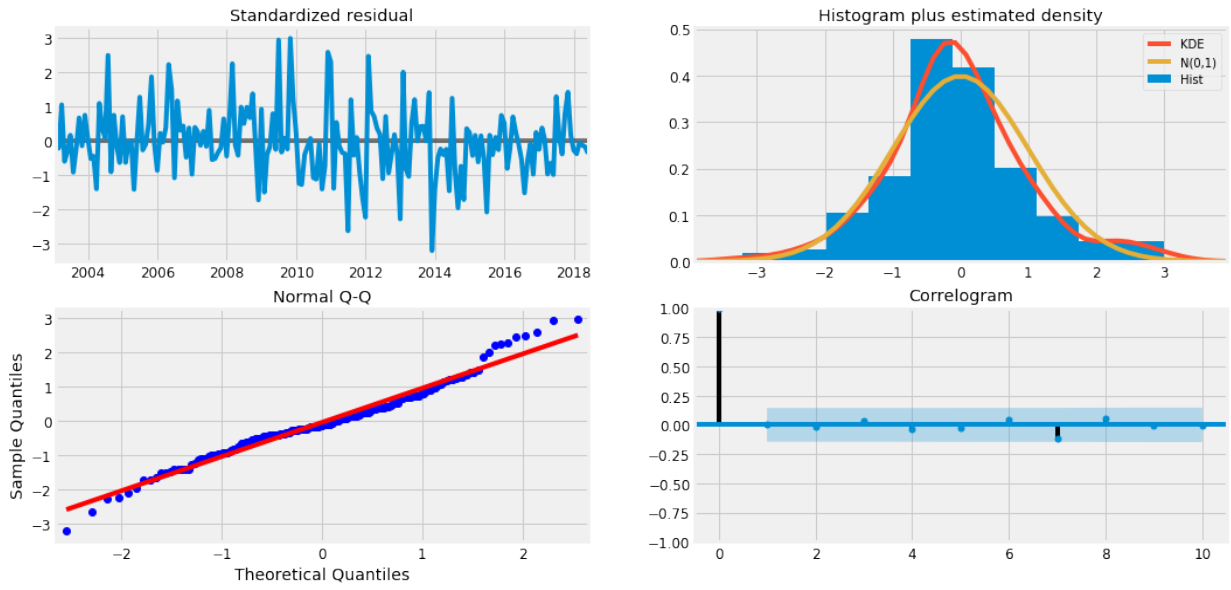 Standardized residual
3
2
1
0
−1
−2
−3
2004 2006 2008 2010 2012 2014 2016 2018
Histogram plus estimated density
0.5
0.4
0.3
0.2
0.1
0.0
KDE
N(0,1)
Hist
−3 −2 −1 0 1 2 3
Normal Q-Q
Sample Quantiles
3
2
1
0
−1
−2
−3
−2 −1 0 1 2
Theoretical Quantiles
Correlogram
1.00
0.75
0.50
0.25
0.00
−0.25
−0.50
−0.75
−1.00
0 2 4 6 8 10